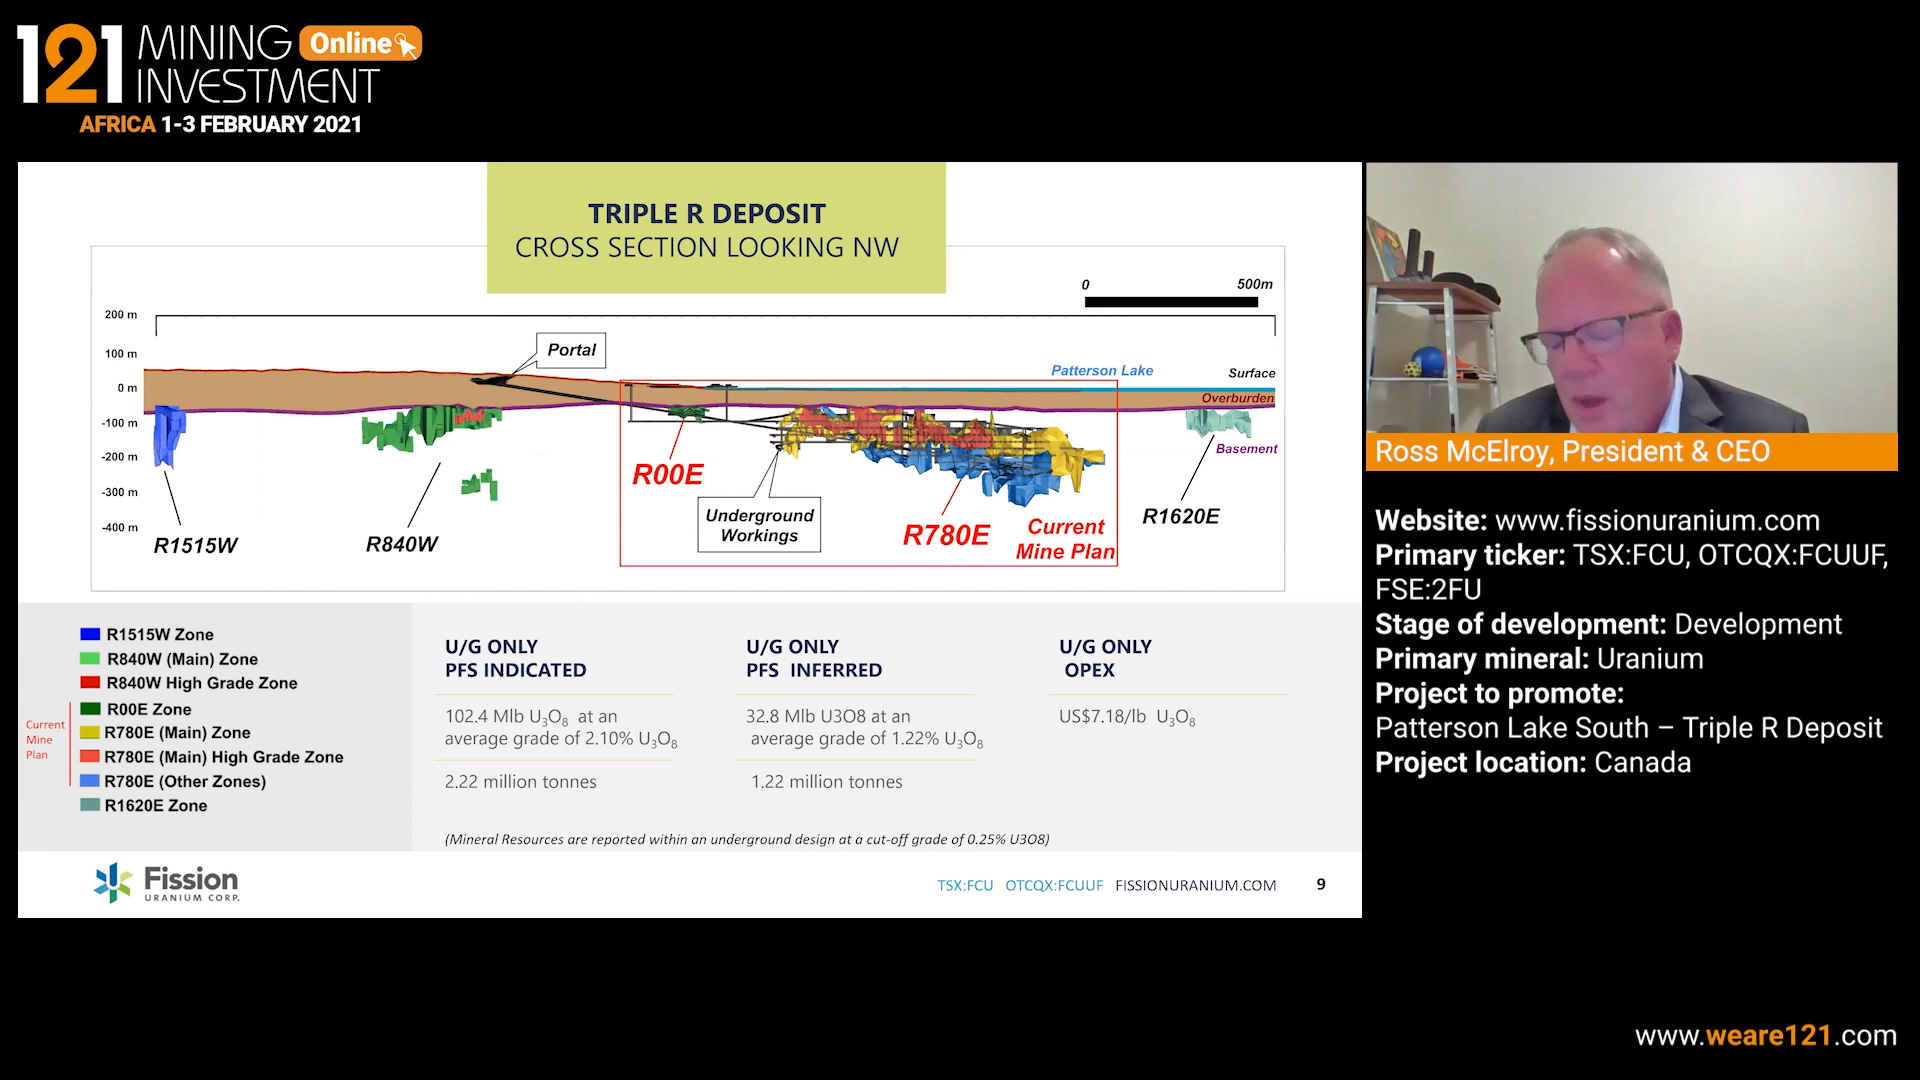 121 MINING Online
INVESTMENT
AFRICA 1-3 FEBRUARY 2021
TRIPLE R DEPOSIT
CROSS SECTION LOOKING NW
0 500m
200 m
100 m
0 m
-100 m
-200 m
-300 m
-400 m
Portal
Patterson Lake
Surface
Overburden
Basement
R00E
Underground
Workings
R780E
Current
Mine Plan
R1620E
R1515W
R840W
R1515W Zone
R840W (Main) Zone
R840W High Grade Zone
Current
Mine
Plan
R00E Zone
R780E (Main) Zone
R780E (Main) High Grade Zone
R780E (Other Zones)
R1620E Zone
U/G ONLY
PFS INDICATED
102.4 Mlb U₃O₈ at an
average grade of 2.10% U₃O₈
2.22 million tonnes
U/G ONLY
PFS INFERRED
32.8 Mlb U3O8 at an
average grade of 1.22% U₃O₈
1.22 million tonnes
U/G ONLY
OPEX
US$7.18/lb U₃O₈
(Mineral Resources are reported within an underground design at a cut-off grade of 0.25% U3O8)
Fission
URANIUM CORP.
TSX:FCU OTCQX:FCUUF FISSIONURANIUM.COM 9
Ross McElroy, President & CEO
Website: www.fissionuranium.com
Primary ticker: TSX:FCU, OTCQX:FCUUF,
FSE:2FU
Stage of development: Development
Primary mineral: Uranium
Project to promote:
Patterson Lake South – Triple R Deposit
Project location: Canada
www.weare121.com